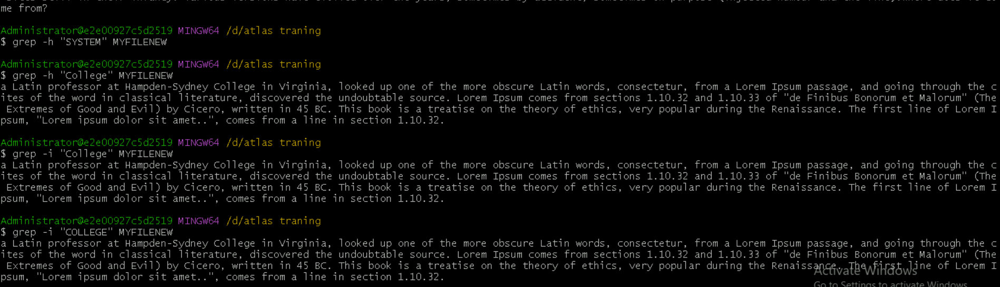 me from?
Administrator@e2e00927c5d2519 MINGW64 /d/atlas traning
$ grep -h "SYSTEM" MYFILENEW
Administrator@e2e00927c5d2519 MINGW64 /d/atlas traning
$ grep -h "College" MYFILENEW
a Latin professor at Hampden-Sydney College in Virginia, looked up one of the more obscure Latin words, consectetur, from a Lorem Ipsum passage, and going through the c
ites of the word in classical literature, discovered the undoubtable source. Lorem Ipsum comes from sections 1.10.32 and 1.10.33 of "de Finibus Bonorum et Malorum" (The
 Extremes of Good and Evil) by Cicero, written in 45 BC. This book is a treatise on the theory of ethics, very popular during the Renaissance. The first line of Lorem I
psum, "Lorem ipsum dolor sit amet..", comes from a line in section 1.10.32.
Administrator@e2e00927c5d2519 MINGW64 /d/atlas traning
$ grep -i "College" MYFILENEW
a Latin professor at Hampden-Sydney College in Virginia, looked up one of the more obscure Latin words, consectetur, from a Lorem Ipsum passage, and going through the c
ites of the word in classical literature, discovered the undoubtable source. Lorem Ipsum comes from sections 1.10.32 and 1.10.33 of "de Finibus Bonorum et Malorum" (The
 Extremes of Good and Evil) by Cicero, written in 45 BC. This book is a treatise on the theory of ethics, very popular during the Renaissance. The first line of Lorem I
psum, "Lorem ipsum dolor sit amet..", comes from a line in section 1.10.32.
Administrator@e2e00927c5d2519 MINGW64 /d/atlas traning
$ grep -i "COLLEGE" MYFILENEW
a Latin professor at Hampden-Sydney College in Virginia, looked up one of the more obscure Latin words, consectetur, from a Lorem Ipsum passage, and going through the c
ites of the word in classical literature, discovered the undoubtable source. Lorem Ipsum comes from sections 1.10.32 and 1.10.33 of "de Finibus Bonorum et Malorum" (The
 Extremes of Good and Evil) by Cicero, written in 45 BC. This book is a treatise on the theory of ethics, very popular during the Renaissance. The first line of Lorem I
psum, "Lorem ipsum dolor sit amet..", comes from a line in section 1.10.32.
Activate Windows
Go to Settings to activate Windows.